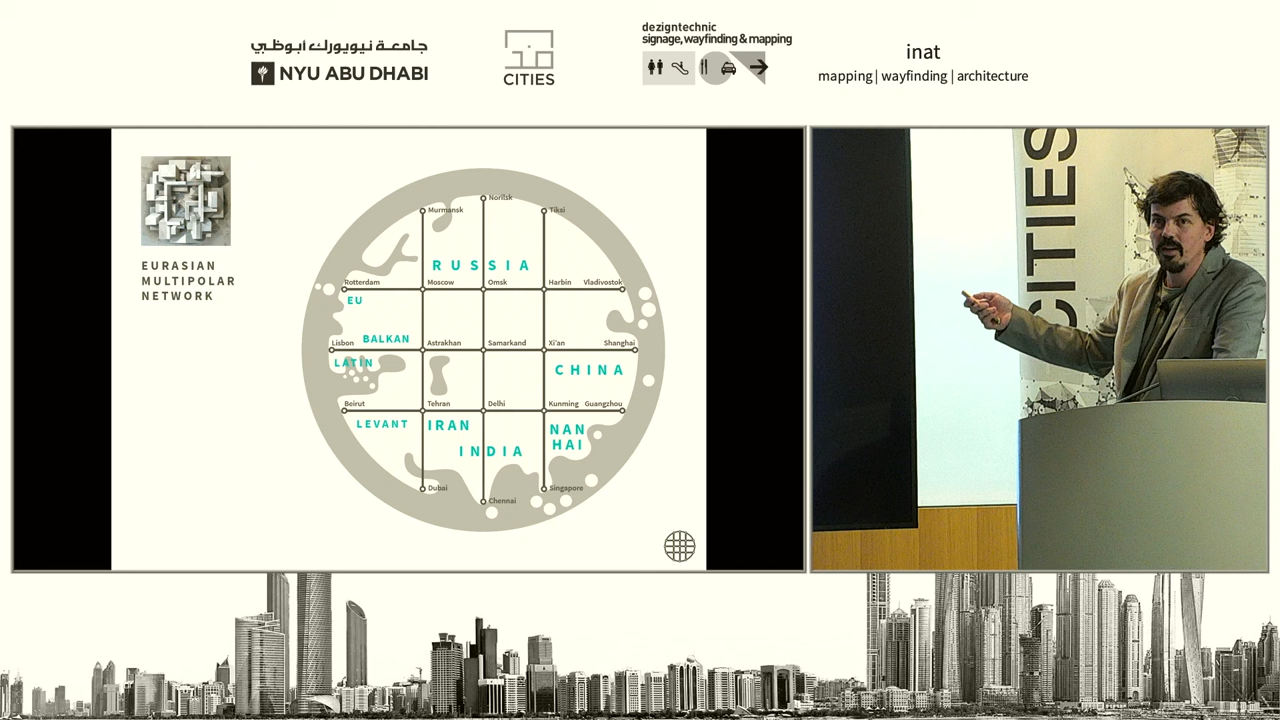 جامعـة نيويورك أبوظبي
NYU ABU DHABI
CITIES
dezigntechnic
signage, wayfinding & mapping
inat
mapping | wayfinding | architecture
EURASIAN
MULTIPOLAR
NETWORK
Norilsk
Murmansk
Tiksi
RUSSIA
Rotterdam
Moscow
Omsk
Harbin
Vladivostok
EU
BALKAN
Lisbon
Astrakhan
Samarkand
Xi'an
Shanghai
LATIN
CHINA
Beirut
Tehran
Delhi
Kunming
Guangzhou
LEVANT
IRAN
NAN
HAI
INDIA
Dubai
Chennai
Singapore
CITIES